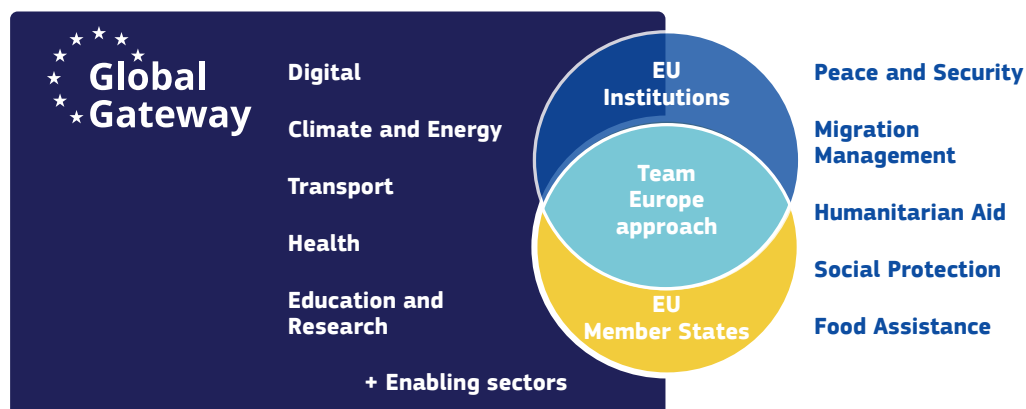 Global
Gateway
Digital
Climate and Energy
Transport
Health
Education and
Research
+ Enabling sectors
EU
Institutions
Team
Europe
approach
EU
Member States
Peace and Security
Migration
Management
Humanitarian Aid
Social Protection
Food Assistance